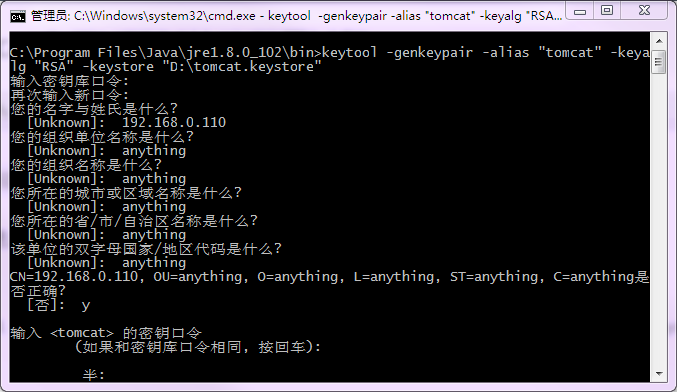 管理员: C:\Windows\system32\cmd.exe - keytool  -genkeypair -alias "tomcat" -keyalg "RSA...
C:\Program Files\Java\jre1.8.0_102\bin>keytool -genkeypair -alias "tomcat" -keya
lg "RSA" -keystore "D:\tomcat.keystore"
输入密钥库口令:
再次输入新口令:
您的名字与姓氏是什么?
  [Unknown]:  192.168.0.110
您的组织单位名称是什么?
  [Unknown]:  anything
您的组织名称是什么?
  [Unknown]:  anything
您所在的城市或区域名称是什么?
  [Unknown]:  anything
您所在的省/市/自治区名称是什么?
  [Unknown]:  anything
该单位的双字母国家/地区代码是什么?
  [Unknown]:  anything
CN=192.168.0.110, OU=anything, O=anything, L=anything, ST=anything, C=anything是
否正确?
  [否]:  y
输入 <tomcat> 的密钥口令
        (如果和密钥库口令相同, 按回车):
         半: